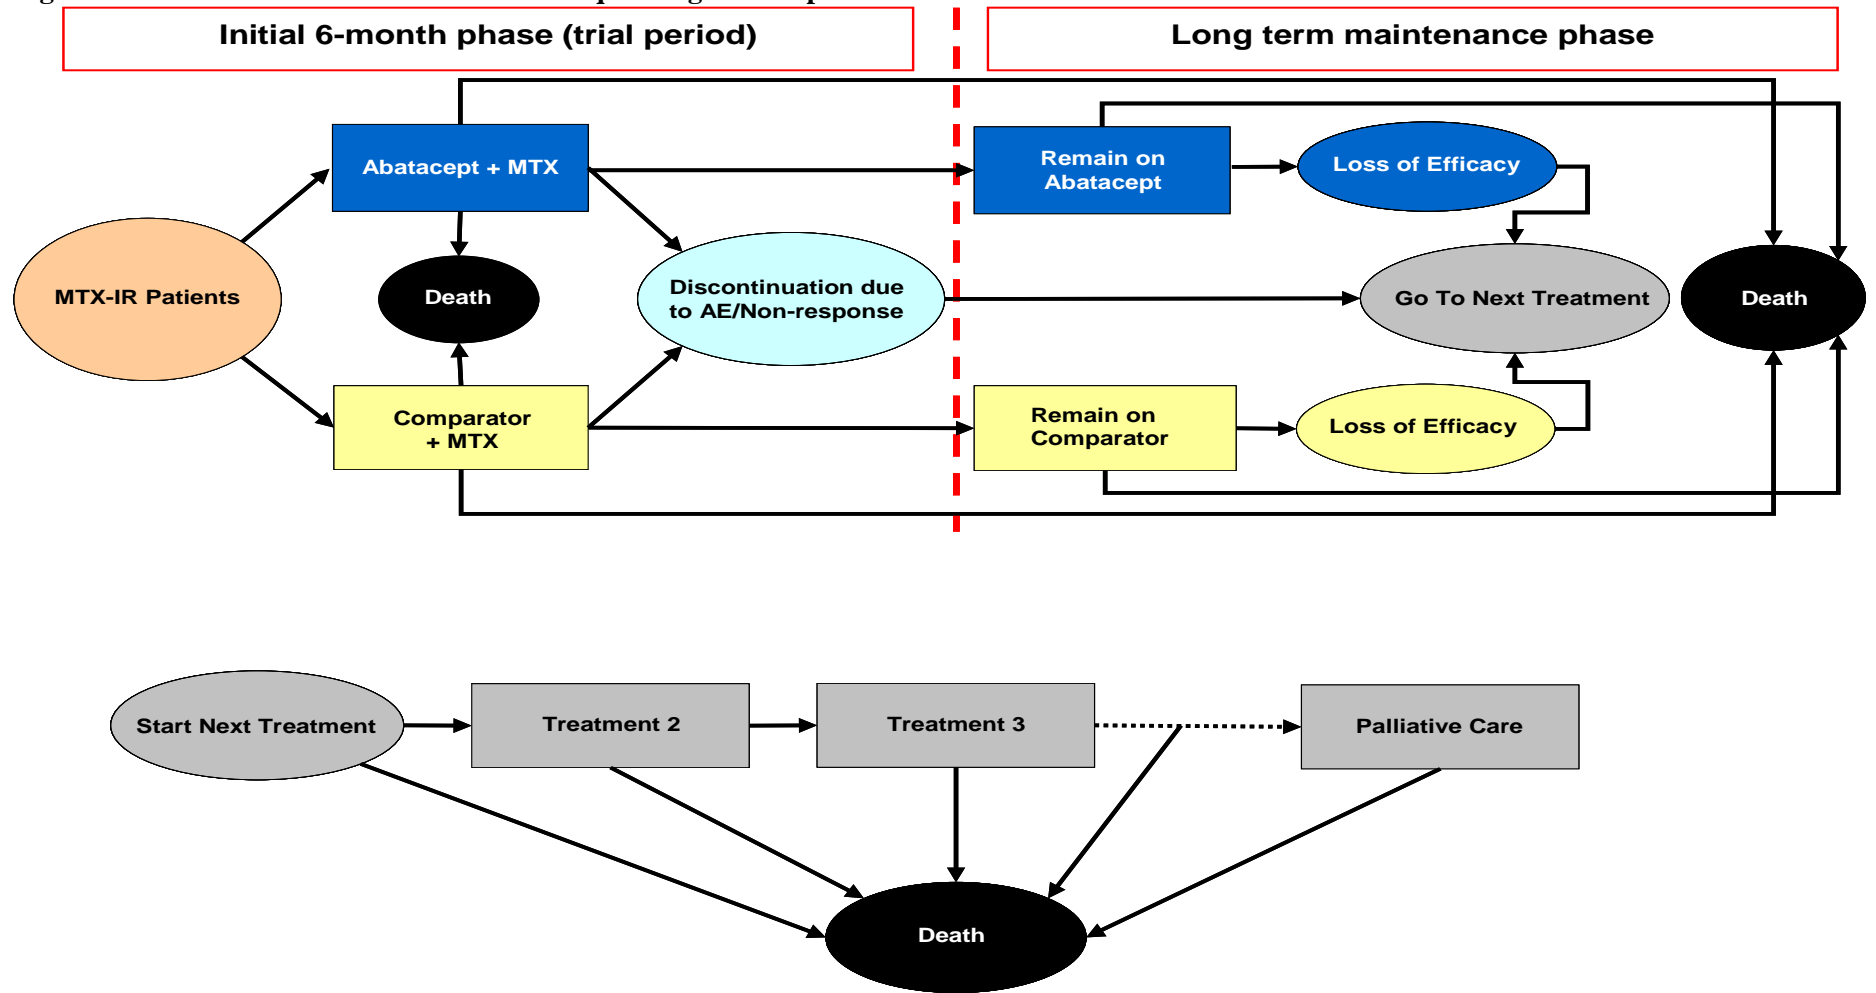 Initial 6-month phase (trial period)
Long term maintenance phase
Abatacept + MTX
Remain on
Abatacept
Loss of Efficacy
MTX-IR Patients
Death
Discontinuation due
to AE/Non-response
Go To Next Treatment
Death
Comparator
+ MTX
Remain on
Comparator
Loss of Efficacy
Start Next Treatment
Treatment 2
Treatment 3
Palliative Care
Death